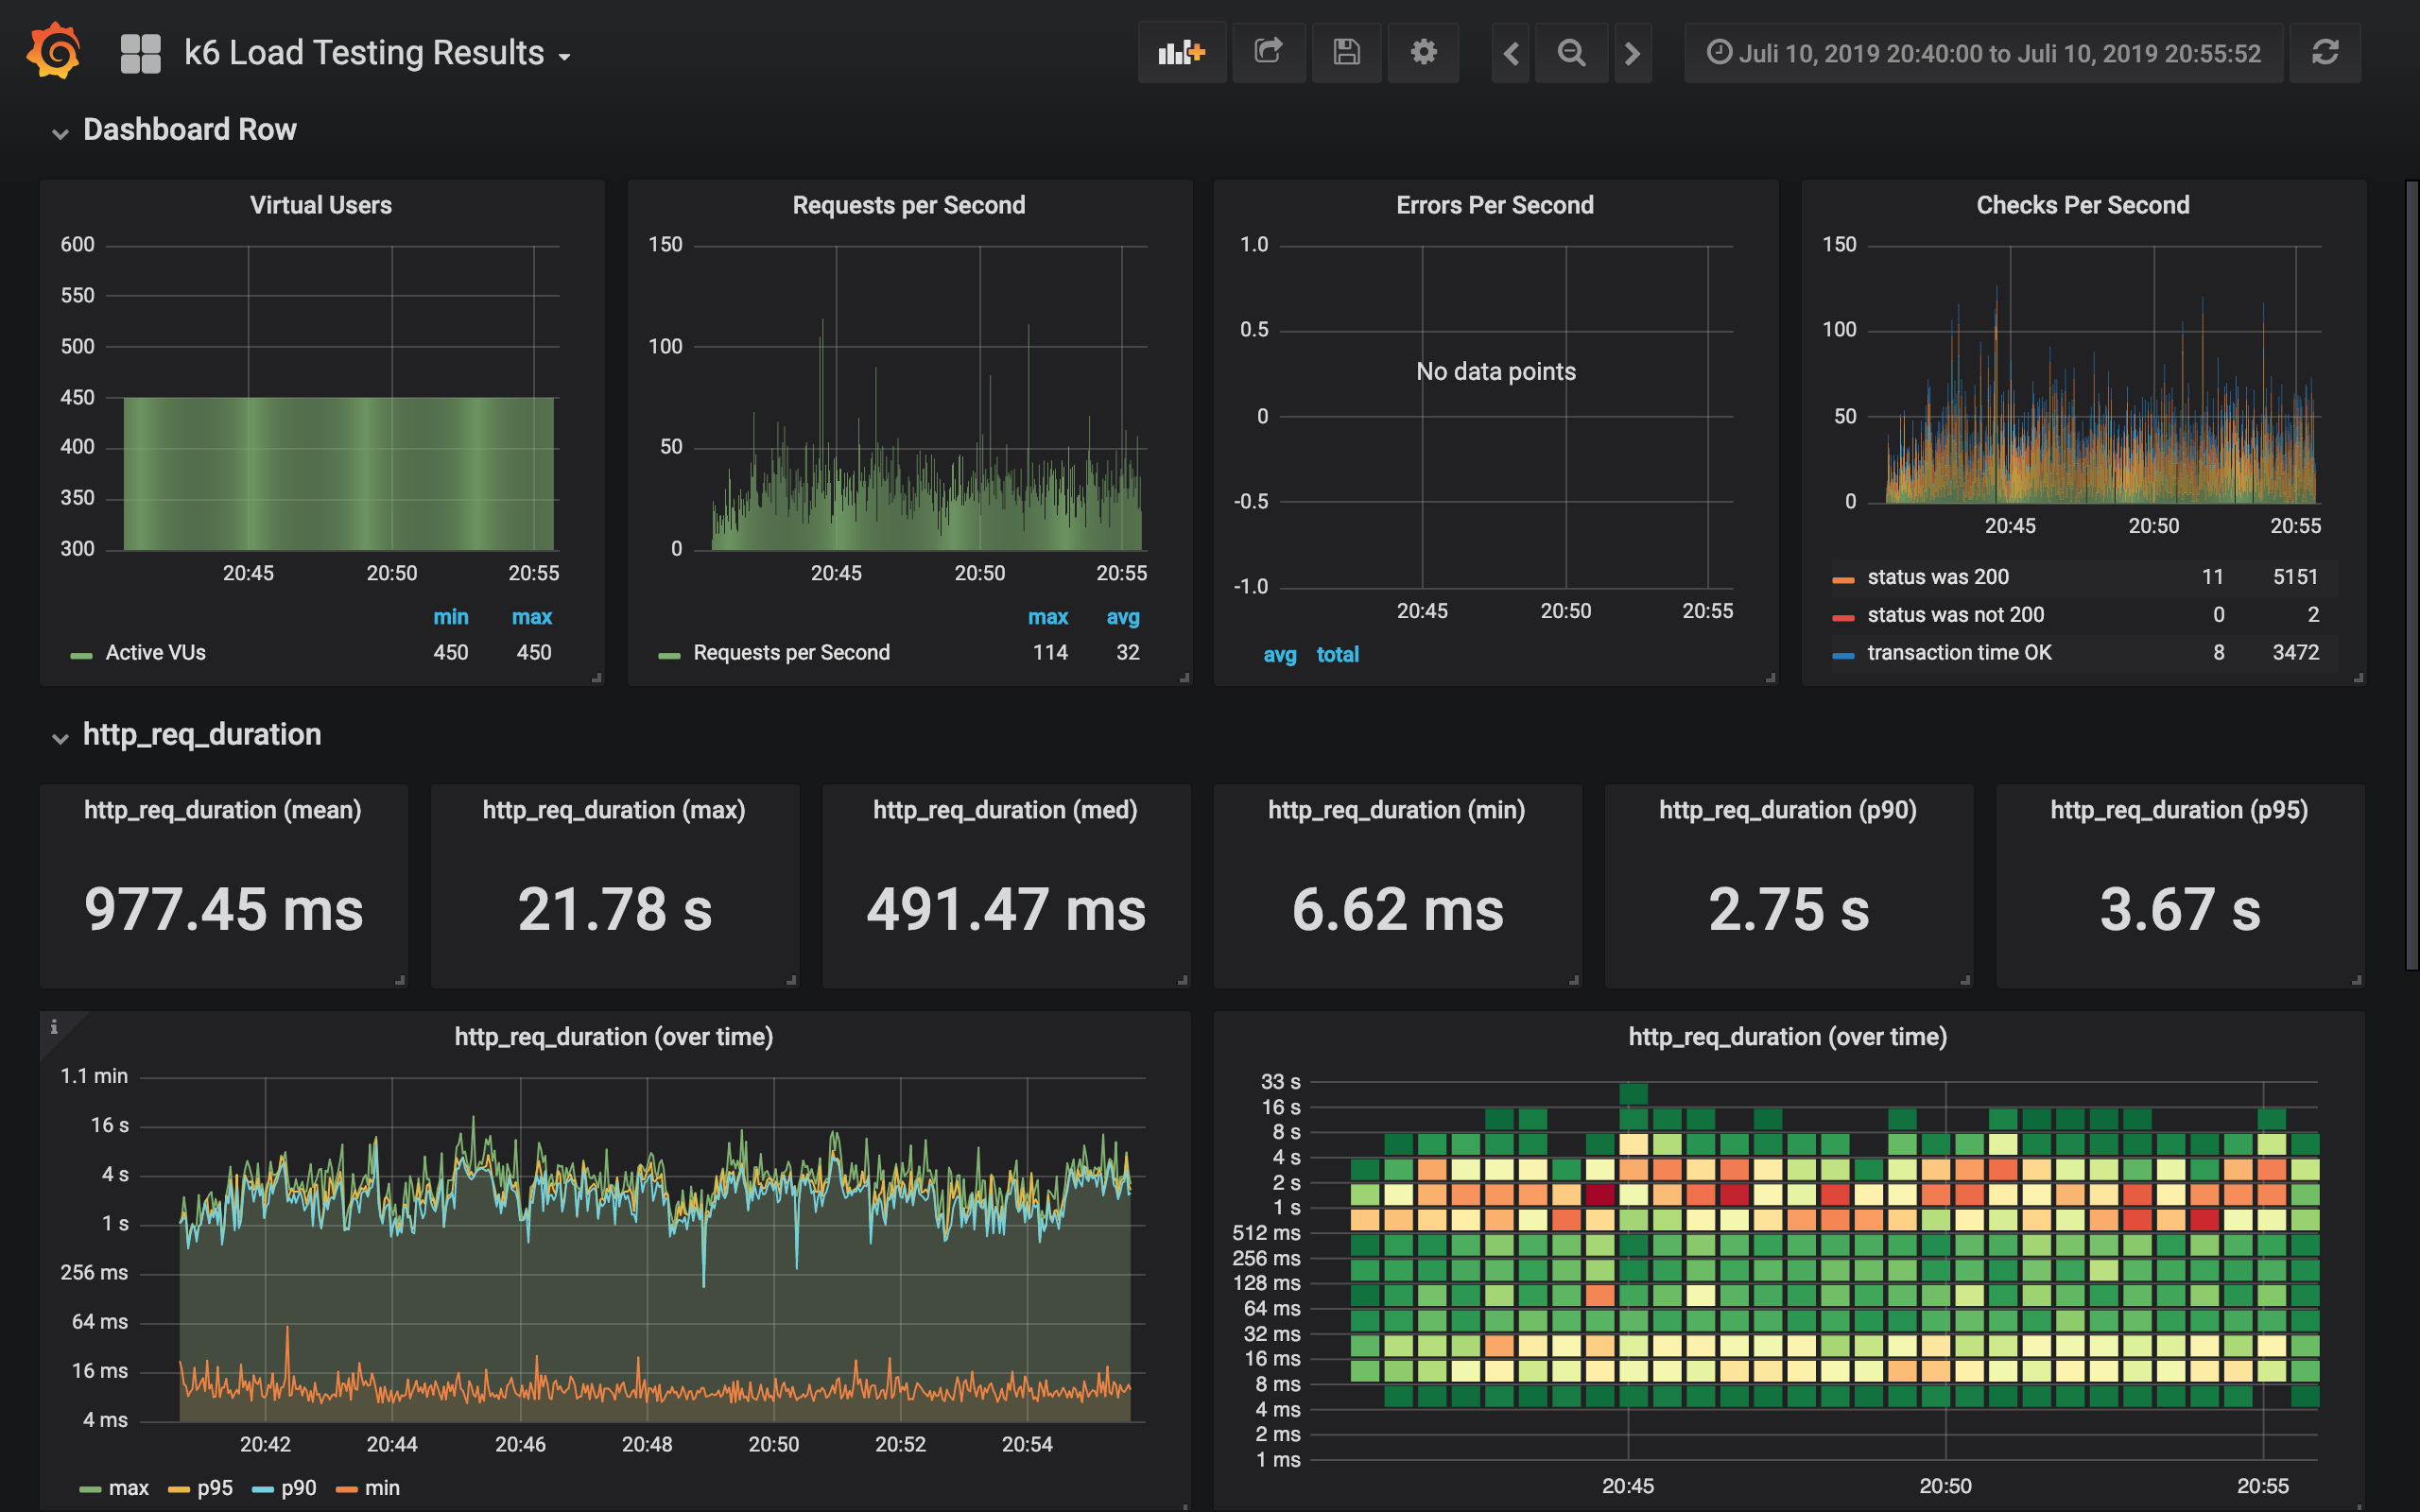 k6 Load Testing Results
Juli 10, 2019 20:40:00 to Juli 10, 2019 20:55:52
Dashboard Row
Virtual Users
600
550
500
450
400
350
300
20:45 20:50 20:55
min max
Active VUs 450 450
Requests per Second
150
100
50
0
20:45 20:50 20:55
max avg
Requests per Second 114 32
Errors Per Second
1.0
0.5
0
-0.5
-1.0
No data points
20:45 20:50 20:55
avg total
Checks Per Second
150
100
50
0
20:45 20:50 20:55
status was 200 11 5151
status was not 200 0 2
transaction time OK 8 3472
http_req_duration
http_req_duration (mean)
977.45 ms
http_req_duration (max)
21.78 s
http_req_duration (med)
491.47 ms
http_req_duration (min)
6.62 ms
http_req_duration (p90)
2.75 s
http_req_duration (p95)
3.67 s
i
http_req_duration (over time)
1.1 min
16 s
4 s
1 s
256 ms
64 ms
16 ms
4 ms
20:42 20:44 20:46 20:48 20:50 20:52 20:54
max p95 p90 min
http_req_duration (over time)
33 s
16 s
8 s
4 s
2 s
1 s
512 ms
256 ms
128 ms
64 ms
32 ms
16 ms
8 ms
4 ms
2 ms
1 ms
20:45 20:50 20:55